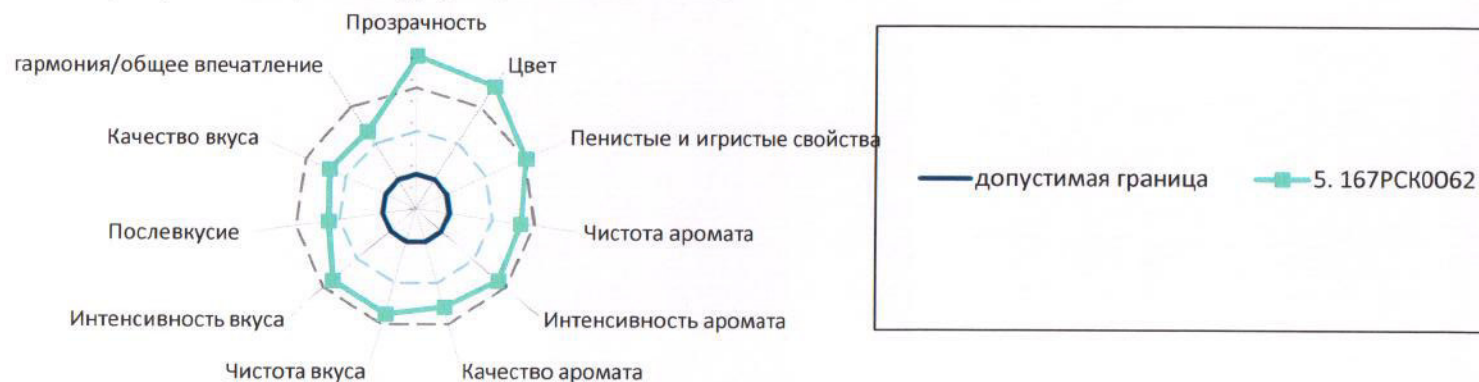 Прозрачность
гармония/общее впечатление
Цвет
Качество вкуса
Пенистые и игристые свойства
Послевкусие
Чистота аромата
Интенсивность вкуса
Интенсивность аромата
Чистота вкуса
Качество аромата
допустимая граница
5. 167РСК0062